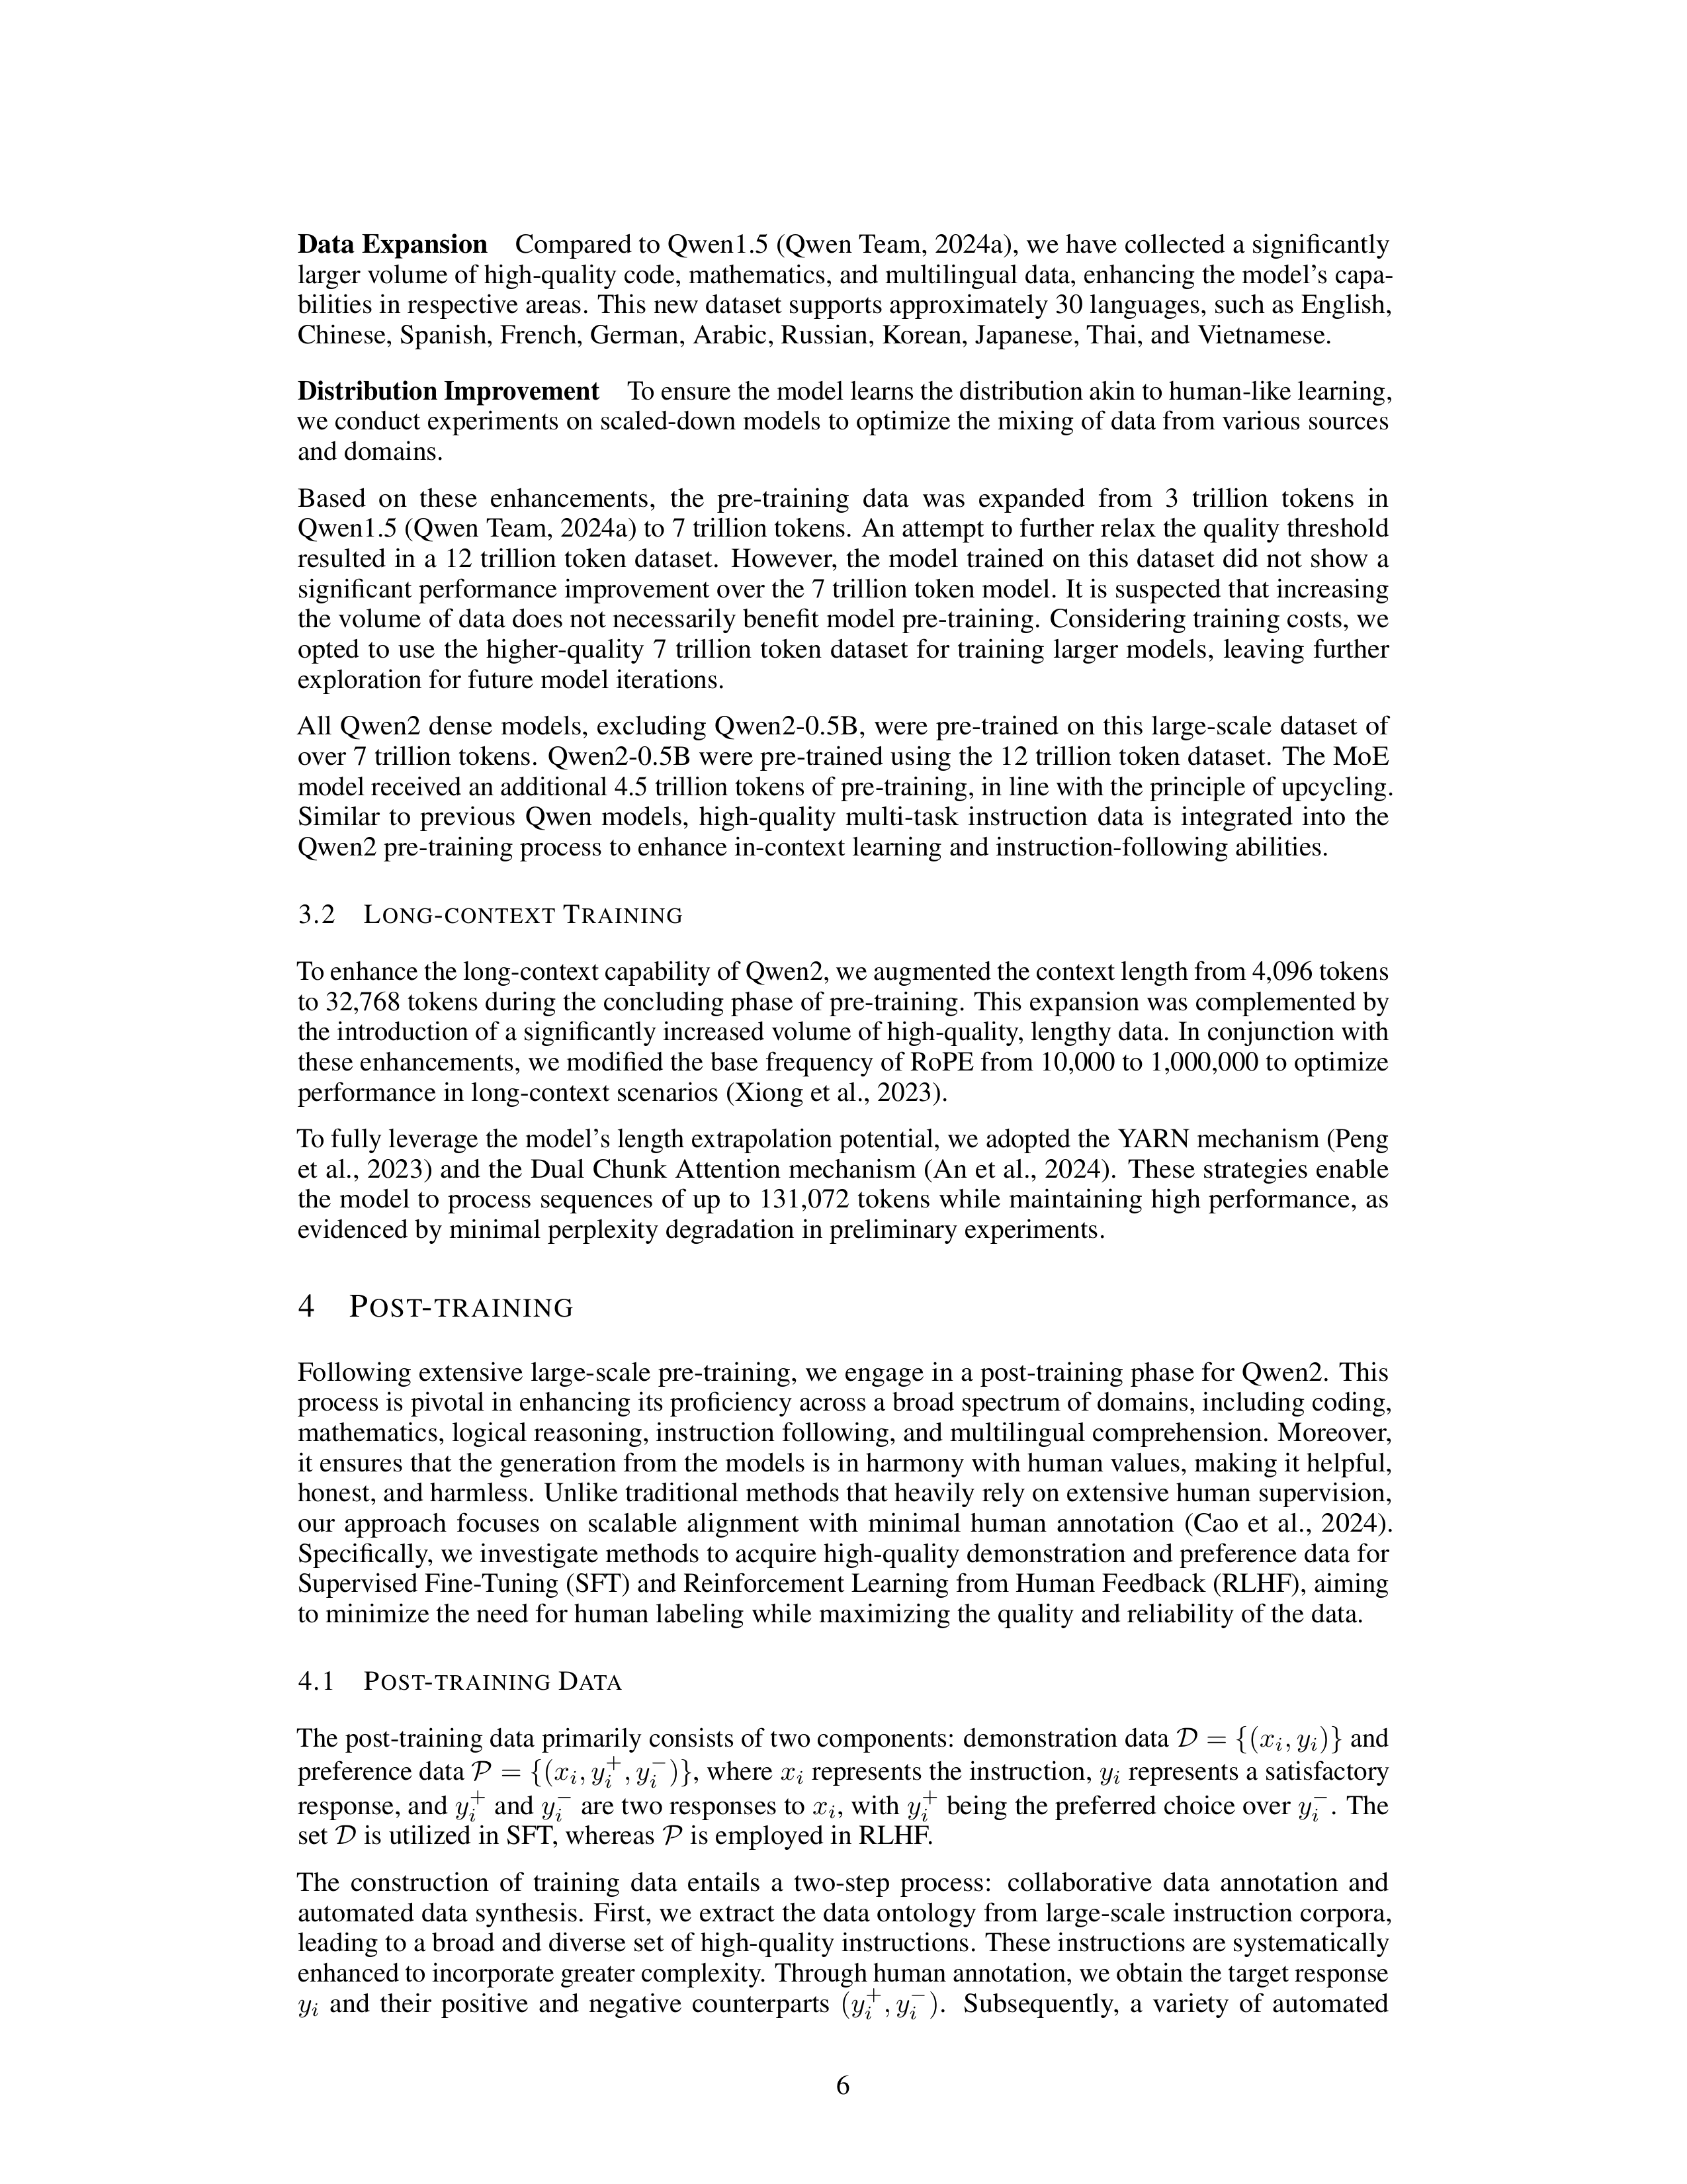 Data Expansion Compared to Qwen1.5 (Qwen Team, 2024a), we have collected a significantly
larger volume of high-quality code, mathematics, and multilingual data, enhancing the model's capa-
bilities in respective areas. This new dataset supports approximately 30 languages, such as English,
Chinese, Spanish, French, German, Arabic, Russian, Korean, Japanese, Thai, and Vietnamese.
Distribution Improvement To ensure the model learns the distribution akin to human-like learning,
we conduct experiments on scaled-down models to optimize the mixing of data from various sources
and domains.
Based on these enhancements, the pre-training data was expanded from 3 trillion tokens in
Qwen1.5 (Qwen Team, 2024a) to 7 trillion tokens. An attempt to further relax the quality threshold
resulted in a 12 trillion token dataset. However, the model trained on this dataset did not show a
significant performance improvement over the 7 trillion token model. It is suspected that increasing
the volume of data does not necessarily benefit model pre-training. Considering training costs, we
opted to use the higher-quality 7 trillion token dataset for training larger models, leaving further
exploration for future model iterations.
All Qwen2 dense models, excluding Qwen2-0.5B, were pre-trained on this large-scale dataset of
over 7 trillion tokens. Qwen2-0.5B were pre-trained using the 12 trillion token dataset. The MoE
model received an additional 4.5 trillion tokens of pre-training, in line with the principle of upcycling.
Similar to previous Qwen models, high-quality multi-task instruction data is integrated into the
Qwen2 pre-training process to enhance in-context learning and instruction-following abilities.
3.2 LONG-CONTEXT TRAINING
To enhance the long-context capability of Qwen2, we augmented the context length from 4,096 tokens
to 32,768 tokens during the concluding phase of pre-training. This expansion was complemented by
the introduction of a significantly increased volume of high-quality, lengthy data. In conjunction with
these enhancements, we modified the base frequency of RoPE from 10,000 to 1,000,000 to optimize
performance in long-context scenarios (Xiong et al., 2023).
To fully leverage the model's length extrapolation potential, we adopted the YARN mechanism (Peng
et al., 2023) and the Dual Chunk Attention mechanism (An et al., 2024). These strategies enable
the model to process sequences of up to 131,072 tokens while maintaining high performance, as
evidenced by minimal perplexity degradation in preliminary experiments.
4 POST-TRAINING
Following extensive large-scale pre-training, we engage in a post-training phase for Qwen2. This
process is pivotal in enhancing its proficiency across a broad spectrum of domains, including coding,
mathematics, logical reasoning, instruction following, and multilingual comprehension. Moreover,
it ensures that the generation from the models is in harmony with human values, making it helpful,
honest, and harmless. Unlike traditional methods that heavily rely on extensive human supervision,
our approach focuses on scalable alignment with minimal human annotation (Cao et al., 2024).
Specifically, we investigate methods to acquire high-quality demonstration and preference data for
Supervised Fine-Tuning (SFT) and Reinforcement Learning from Human Feedback (RLHF), aiming
to minimize the need for human labeling while maximizing the quality and reliability of the data.
4.1 POST-TRAINING DATA
The post-training data primarily consists of two components: demonstration data 𝒟 = {(xᵢ, yᵢ)} and
preference data 𝒫 = {(xᵢ, yᵢ⁺, yᵢ⁻)}, where xᵢ represents the instruction, yᵢ represents a satisfactory
response, and yᵢ⁺ and yᵢ⁻ are two responses to xᵢ, with yᵢ⁺ being the preferred choice over yᵢ⁻. The
set 𝒟 is utilized in SFT, whereas 𝒫 is employed in RLHF.
The construction of training data entails a two-step process: collaborative data annotation and
automated data synthesis. First, we extract the data ontology from large-scale instruction corpora,
leading to a broad and diverse set of high-quality instructions. These instructions are systematically
enhanced to incorporate greater complexity. Through human annotation, we obtain the target response
yᵢ and their positive and negative counterparts (yᵢ⁺, yᵢ⁻). Subsequently, a variety of automated
6